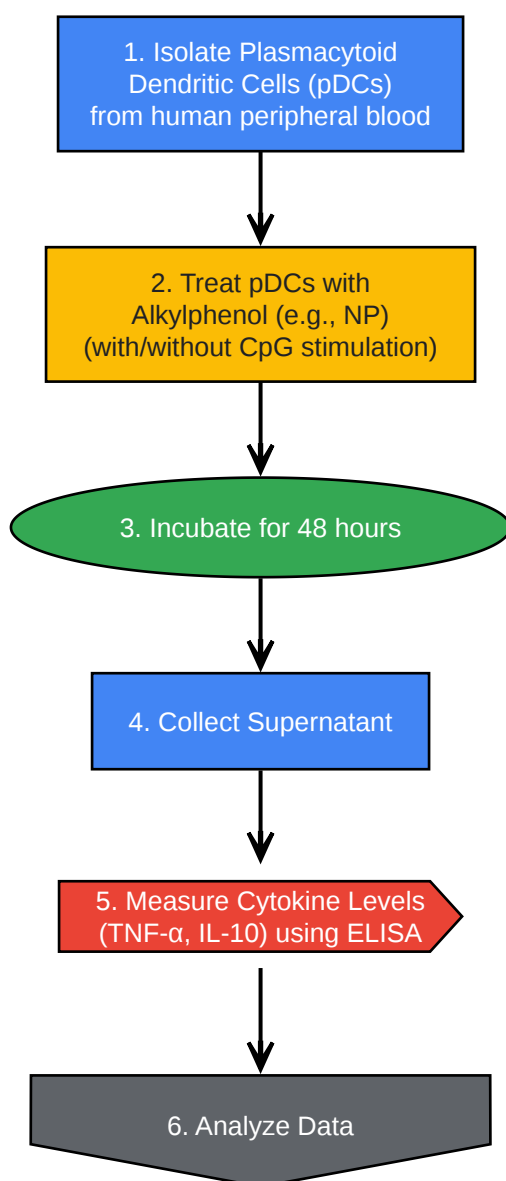 1. Isolate Plasmacytoid
Dendritic Cells (pDCs)
from human peripheral blood
2. Treat pDCs with
Alkylphenol (e.g., NP)
(with/without CpG stimulation)
3. Incubate for 48 hours
4. Collect Supernatant
5. Measure Cytokine Levels
(TNF-α, IL-10) using ELISA
6. Analyze Data